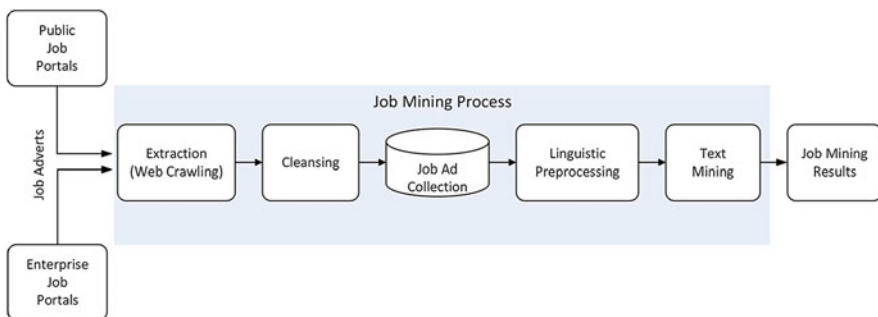 Public
Job
Portals
Job Adverts
Enterprise
Job
Portals
Job Mining Process
Extraction
(Web Crawling)
Cleansing
Job Ad
Collection
Linguistic
Preprocessing
Text
Mining
Job Mining
Results